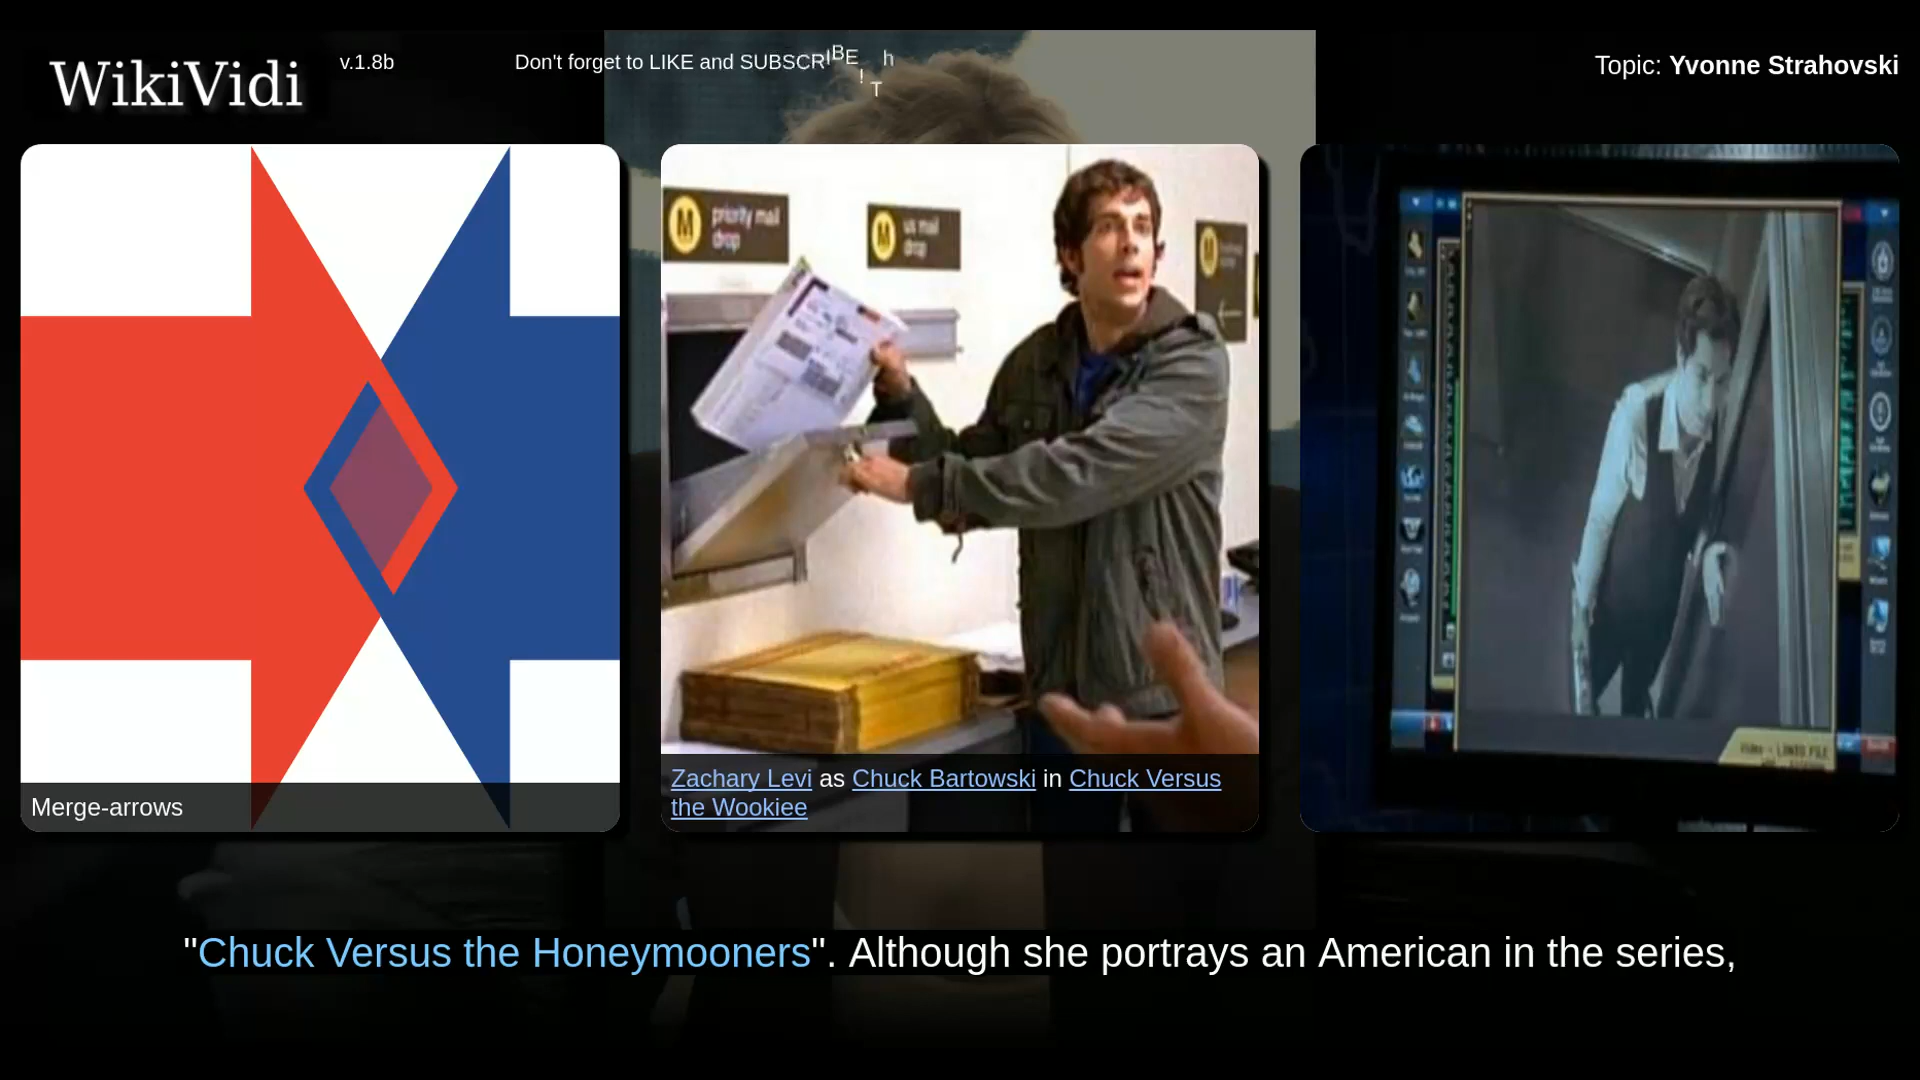 WikiVidi
v.1.8b
Don't forget to LIKE and SUBSCRIBE! Th
Topic: Yvonne Strahovski
priority mail
drop
us mail
drop
M
M
M
Merge-arrows
Zachary Levi as Chuck Bartowski in Chuck Versus
the Wookiee
"Chuck Versus the Honeymooners". Although she portrays an American in the series,